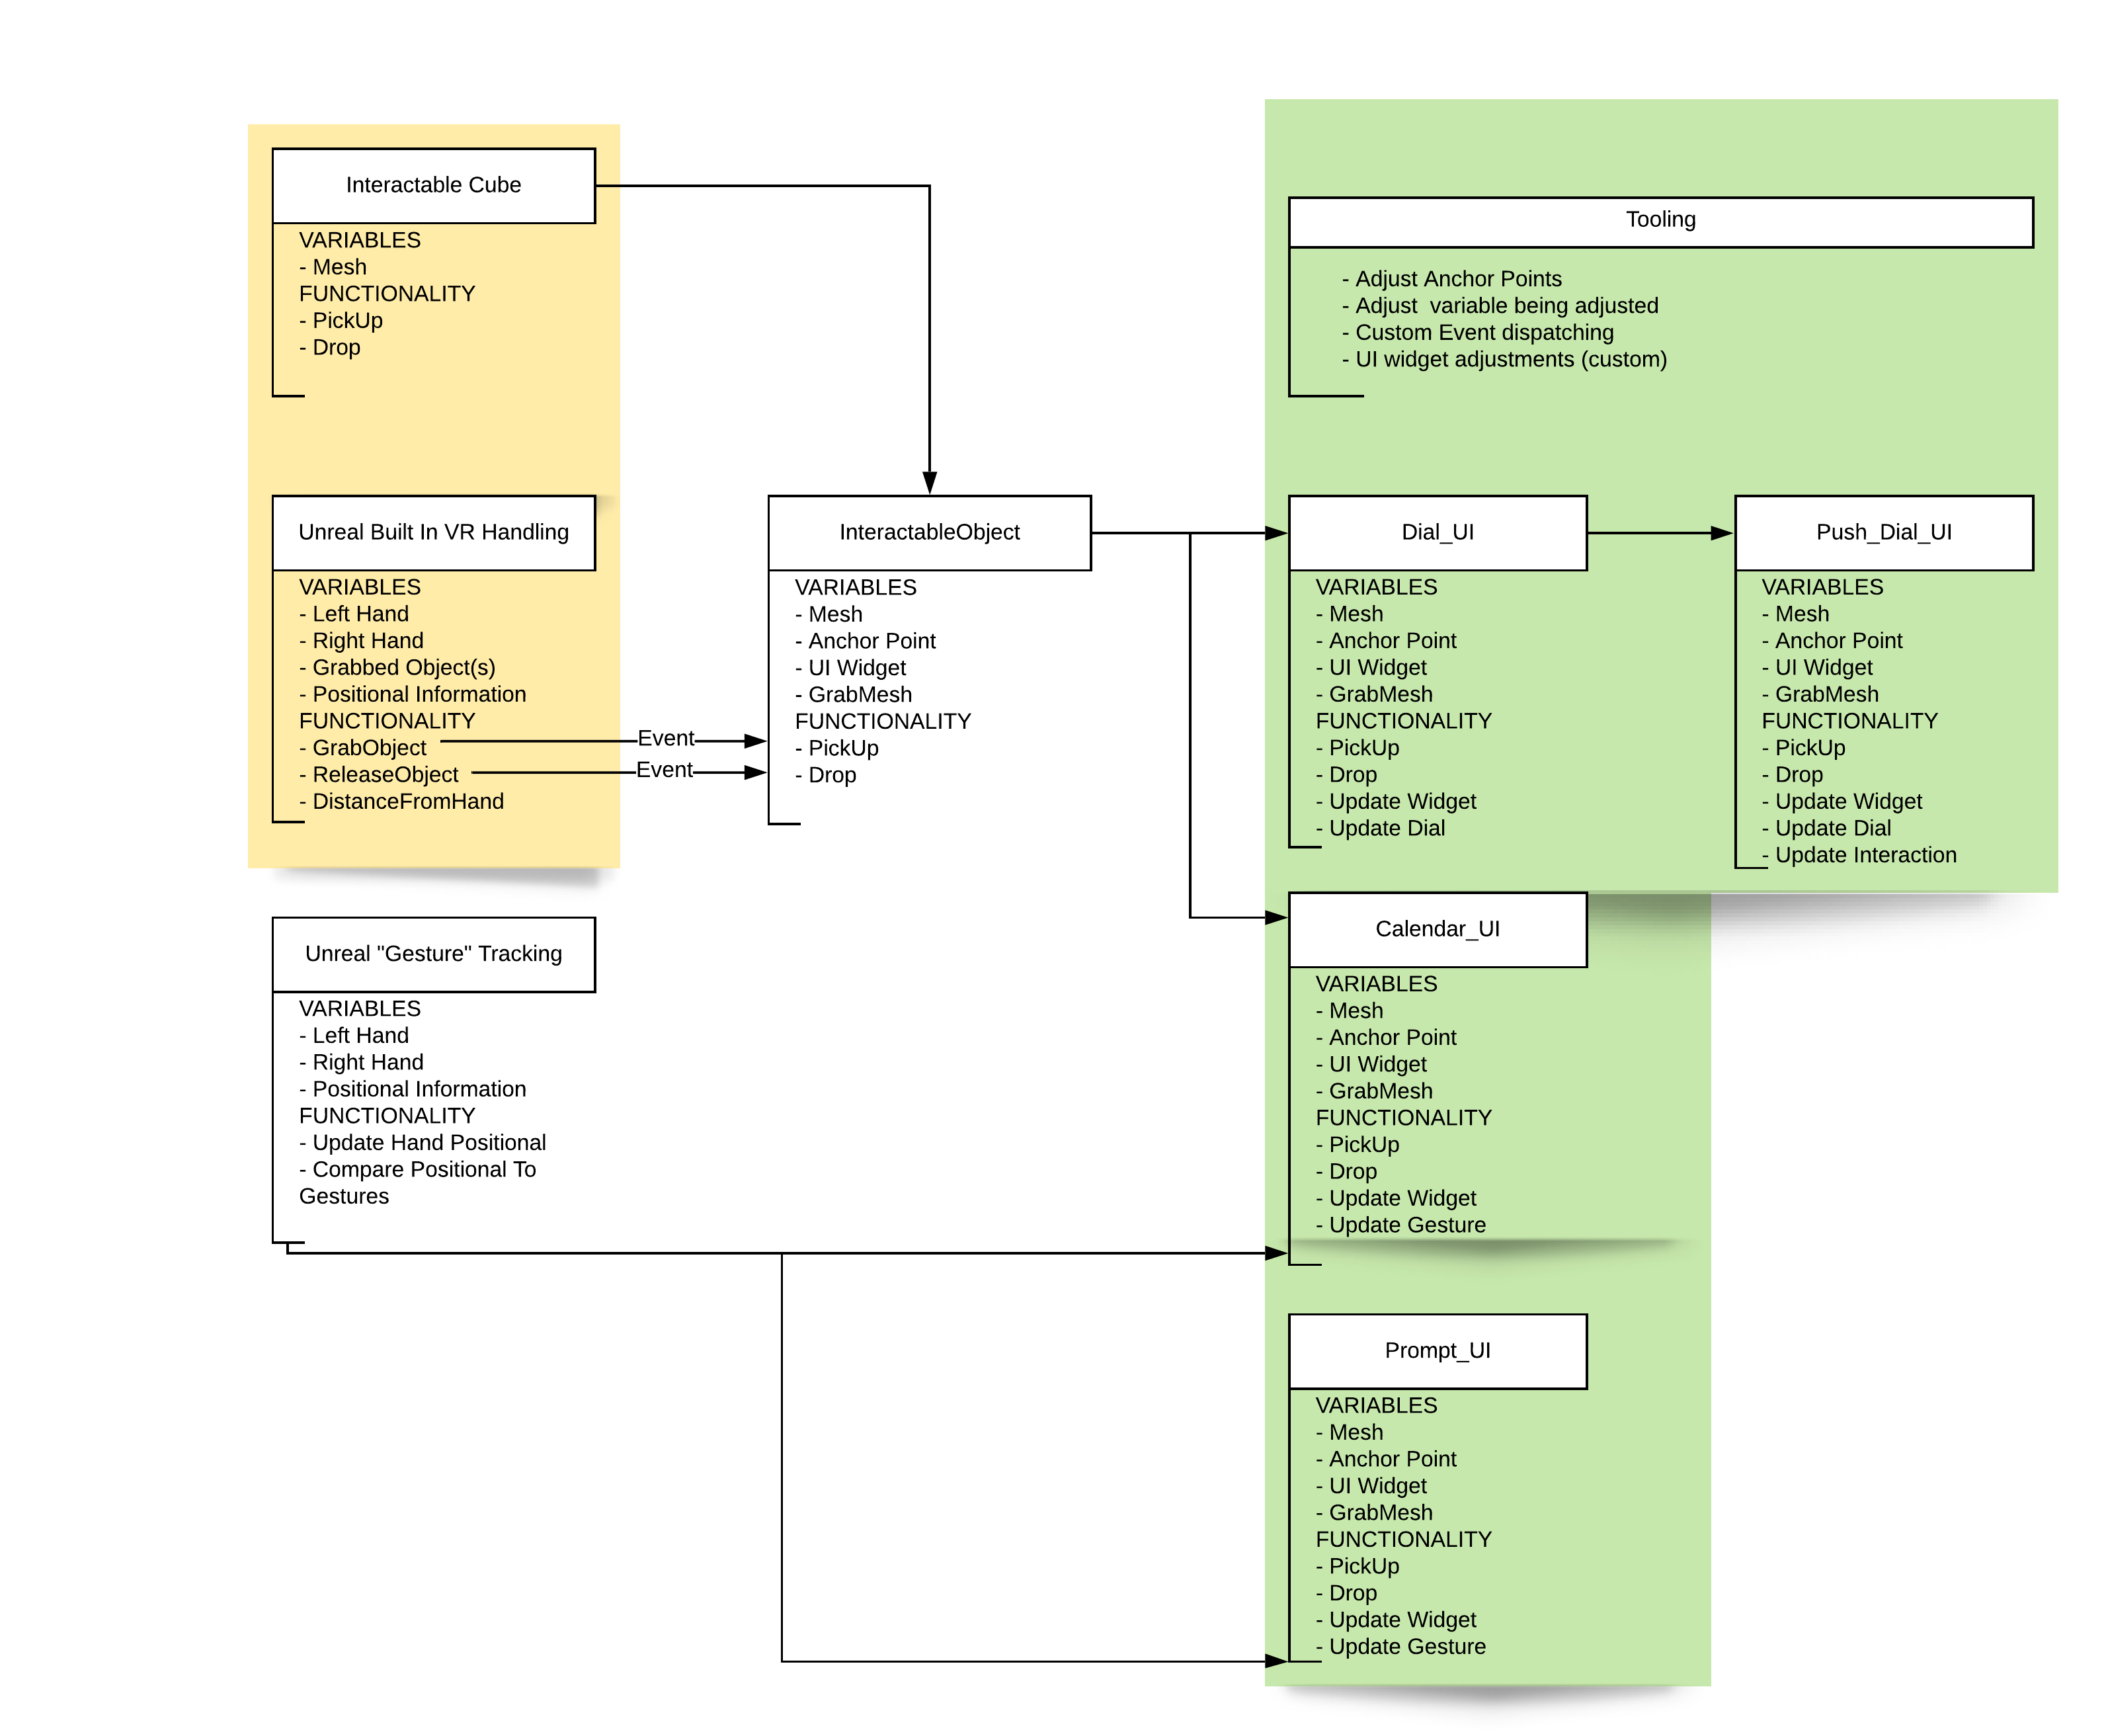 Interactable Cube
VARIABLES
- Mesh
FUNCTIONALITY
- PickUp
- Drop
Tooling
- Adjust Anchor Points
- Adjust  variable being adjusted
- Custom Event dispatching
- UI widget adjustments (custom)
Unreal Built In VR Handling
VARIABLES
- Left Hand
- Right Hand
- Grabbed Object(s)
- Positional Information
FUNCTIONALITY
- GrabObject
- ReleaseObject
- DistanceFromHand
Event
Event
InteractableObject
VARIABLES
- Mesh
- Anchor Point
- UI Widget
- GrabMesh
FUNCTIONALITY
- PickUp
- Drop
Dial_UI
VARIABLES
- Mesh
- Anchor Point
- UI Widget
- GrabMesh
FUNCTIONALITY
- PickUp
- Drop
- Update Widget
- Update Dial
Push_Dial_UI
VARIABLES
- Mesh
- Anchor Point
- UI Widget
- GrabMesh
FUNCTIONALITY
- PickUp
- Drop
- Update Widget
- Update Dial
- Update Interaction
Unreal "Gesture" Tracking
VARIABLES
- Left Hand
- Right Hand
- Positional Information
FUNCTIONALITY
- Update Hand Positional
- Compare Positional To
Gestures
Calendar_UI
VARIABLES
- Mesh
- Anchor Point
- UI Widget
- GrabMesh
FUNCTIONALITY
- PickUp
- Drop
- Update Widget
- Update Gesture
Prompt_UI
VARIABLES
- Mesh
- Anchor Point
- UI Widget
- GrabMesh
FUNCTIONALITY
- PickUp
- Drop
- Update Widget
- Update Gesture